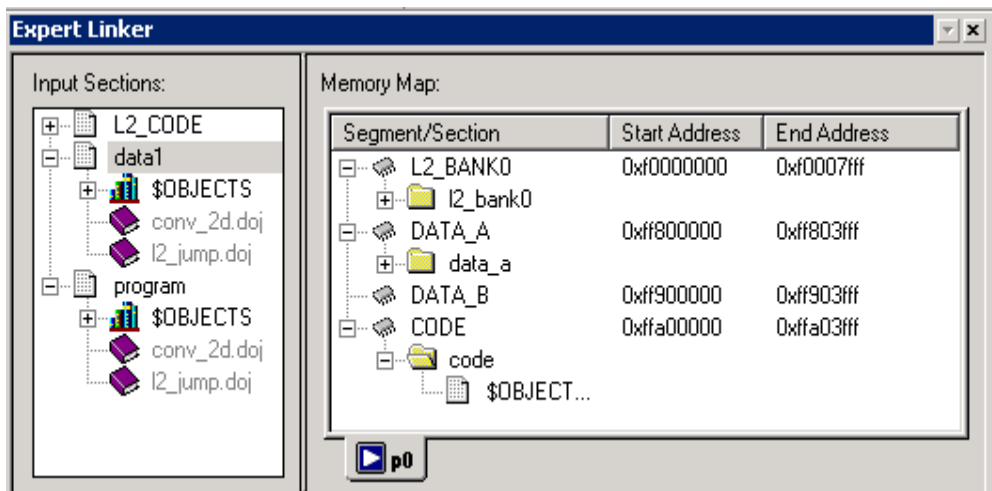 Expert Linker
Input Sections:
L2_CODE
data1
$OBJECTS
conv_2d.doj
l2_jump.doj
program
$OBJECTS
conv_2d.doj
l2_jump.doj
Memory Map:
Segment/Section Start Address End Address
L2_BANK0 0xf0000000 0xf0007fff
l2_bank0
DATA_A 0xff800000 0xff803fff
data_a
DATA_B 0xff900000 0xff903fff
CODE 0xffa00000 0xffa03fff
code
$OBJECT...
p0